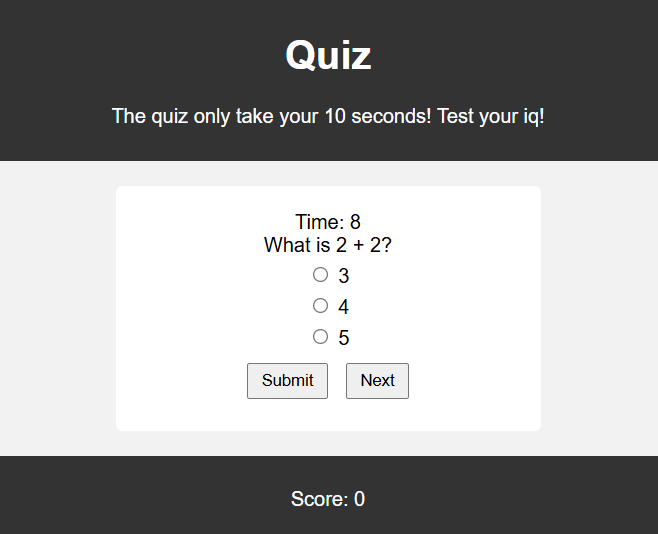 Quiz
The quiz only take your 10 seconds! Test your iq!
Time: 8
What is 2 + 2?
3
4
5
Submit Next
Score: 0